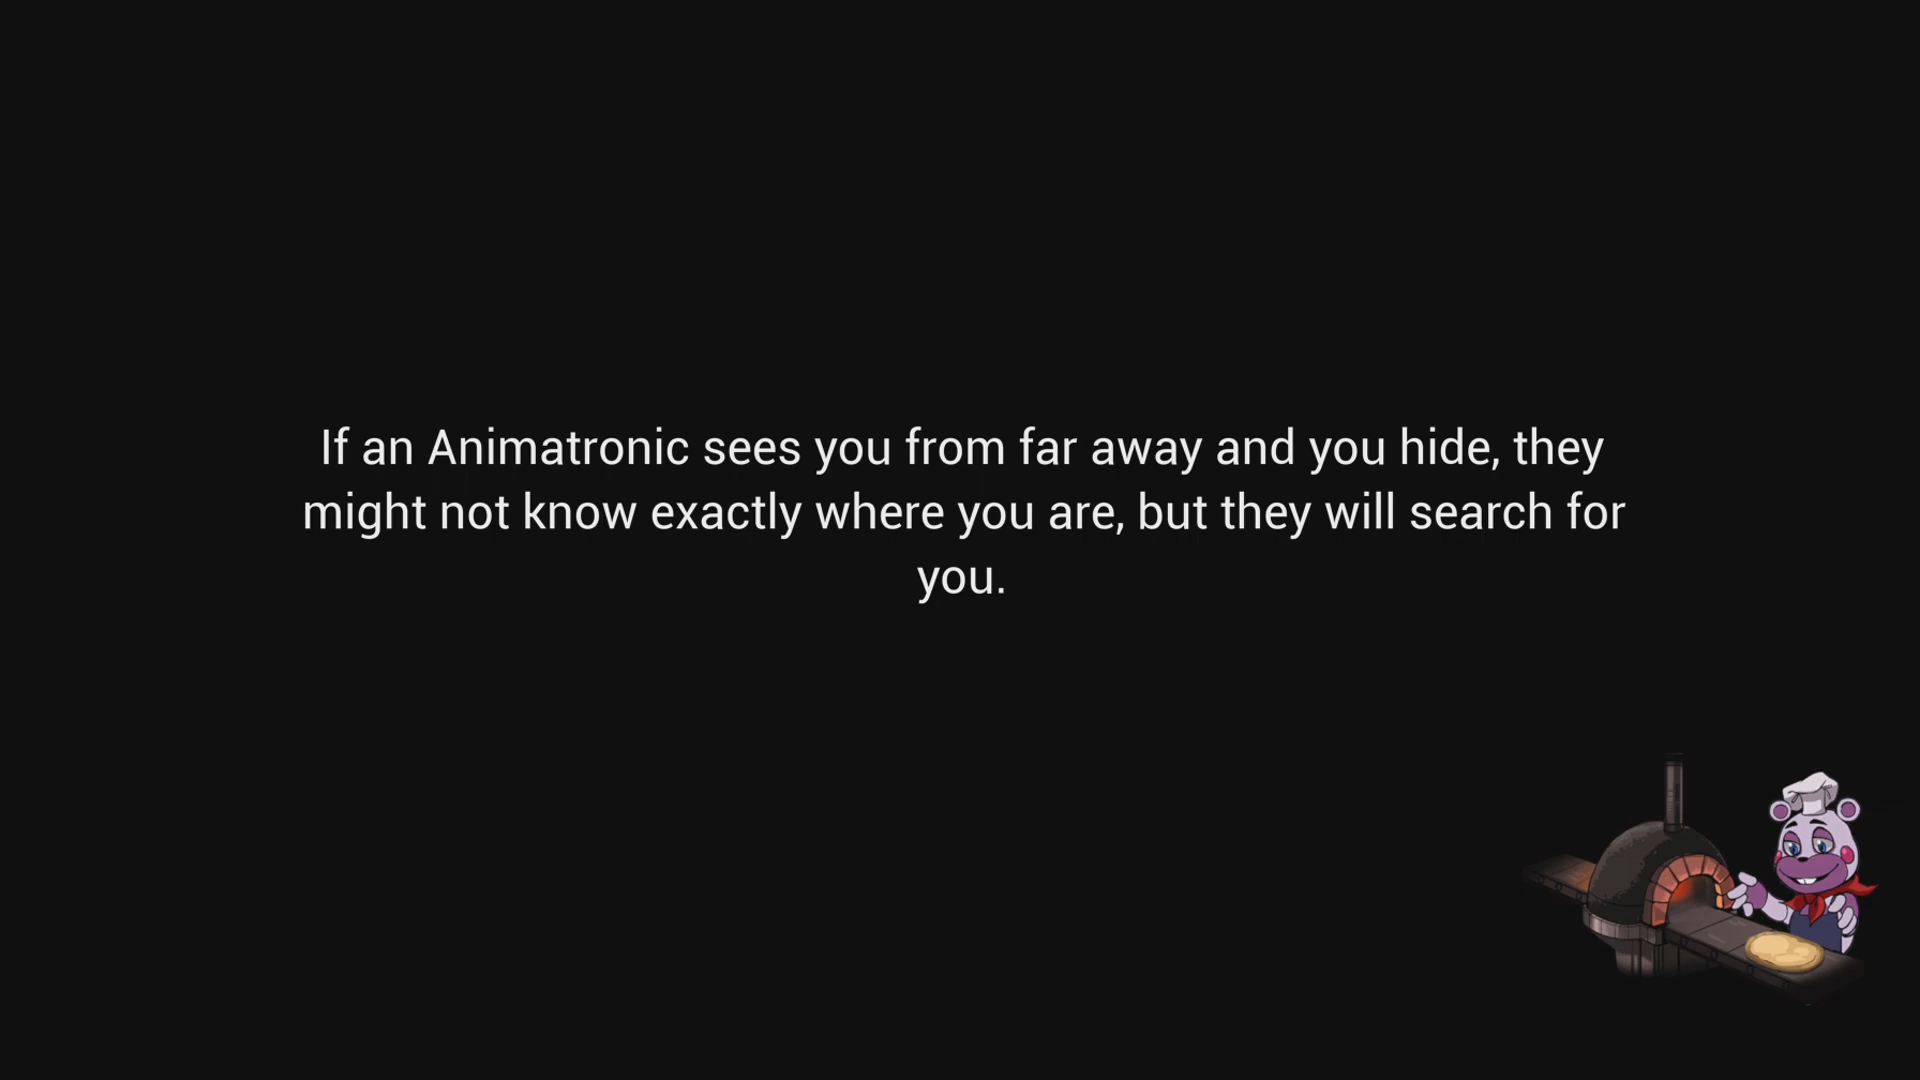 If an Animatronic sees you from far away and you hide, they
might not know exactly where you are, but they will search for
you.